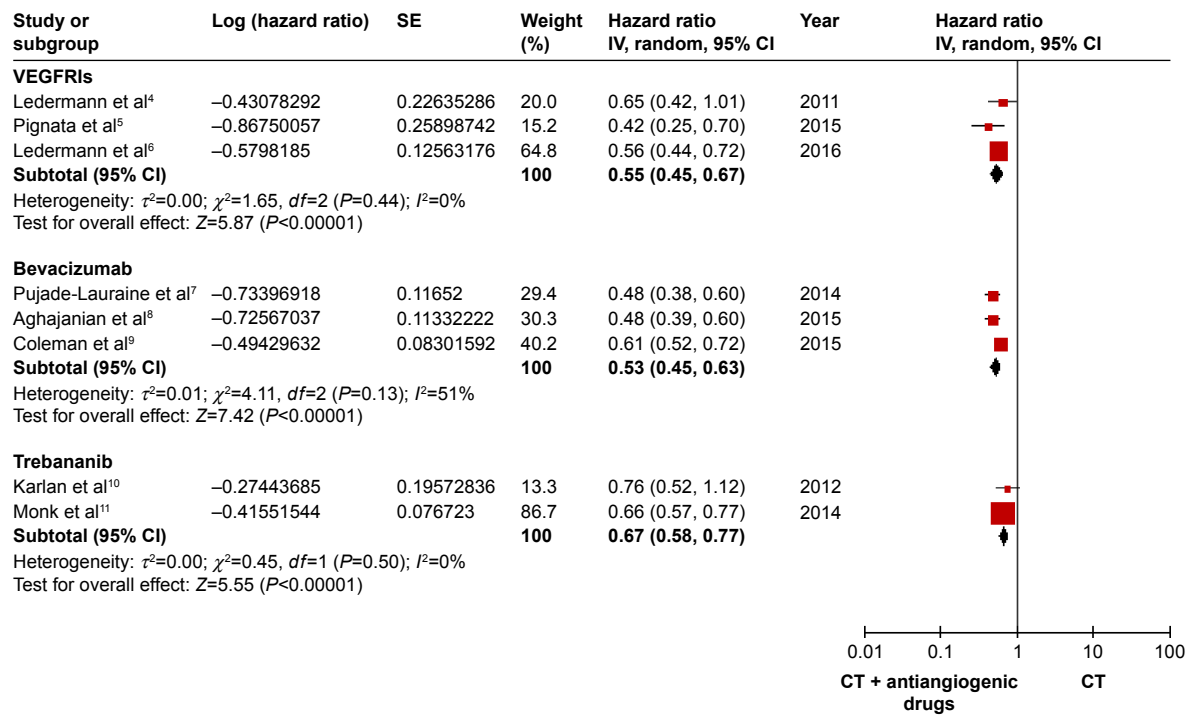 Study or subgroup Log (hazard ratio) SE Weight (%) Hazard ratio IV, random, 95% CI Year Hazard ratio IV, random, 95% CI
VEGFRIs
Ledermann et al⁴ –0.43078292 0.22635286 20.0 0.65 (0.42, 1.01) 2011
Pignata et al⁵ –0.86750057 0.25898742 15.2 0.42 (0.25, 0.70) 2015
Ledermann et al⁶ –0.5798185 0.12563176 64.8 0.56 (0.44, 0.72) 2016
Subtotal (95% CI) 100 0.55 (0.45, 0.67)
Heterogeneity: τ²=0.00; χ²=1.65, df=2 (P=0.44); I²=0%
Test for overall effect: Z=5.87 (P<0.00001)
Bevacizumab
Pujade-Lauraine et al⁷ –0.73396918 0.11652 29.4 0.48 (0.38, 0.60) 2014
Aghajanian et al⁸ –0.72567037 0.11332222 30.3 0.48 (0.39, 0.60) 2015
Coleman et al⁹ –0.49429632 0.08301592 40.2 0.61 (0.52, 0.72) 2015
Subtotal (95% CI) 100 0.53 (0.45, 0.63)
Heterogeneity: τ²=0.01; χ²=4.11, df=2 (P=0.13); I²=51%
Test for overall effect: Z=7.42 (P<0.00001)
Trebananib
Karlan et al¹⁰ –0.27443685 0.19572836 13.3 0.76 (0.52, 1.12) 2012
Monk et al¹¹ –0.41551544 0.076723 86.7 0.66 (0.57, 0.77) 2014
Subtotal (95% CI) 100 0.67 (0.58, 0.77)
Heterogeneity: τ²=0.00; χ²=0.45, df=1 (P=0.50); I²=0%
Test for overall effect: Z=5.55 (P<0.00001)
0.01 0.1 1 10 100
CT + antiangiogenic drugs CT